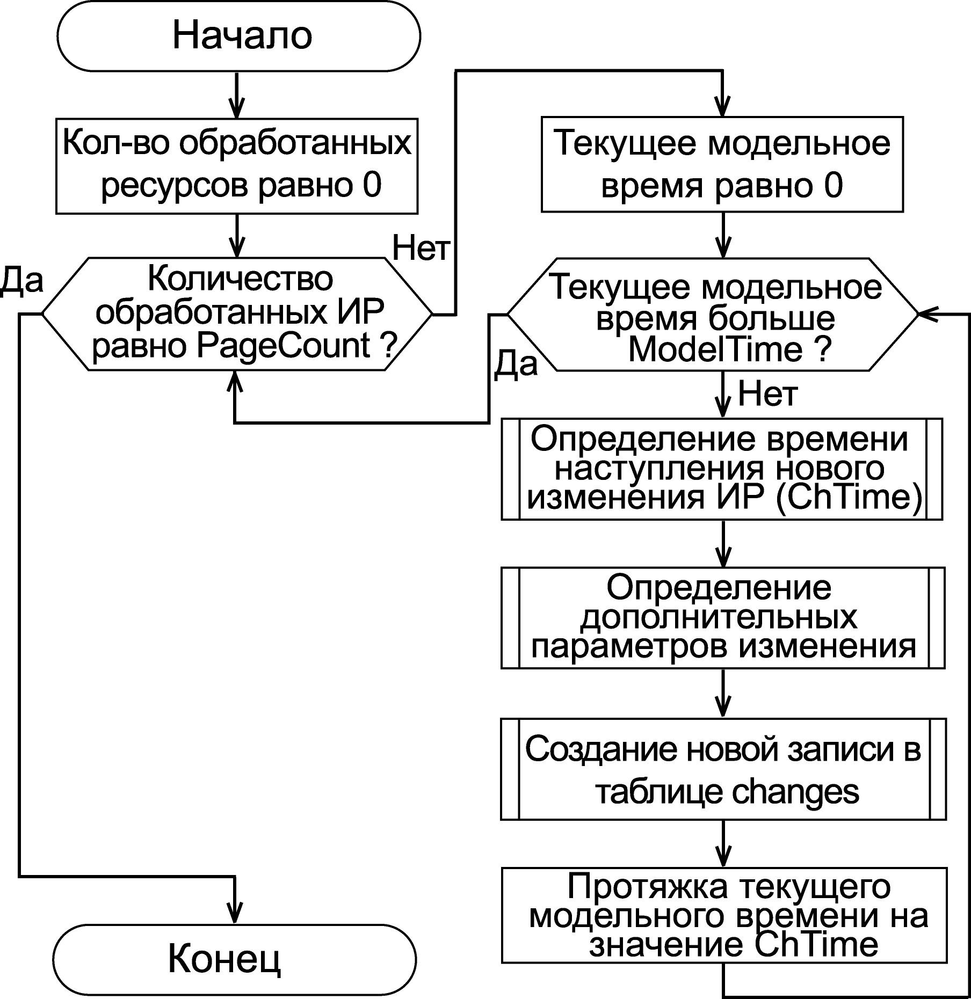 Начало
Кол-во обработанных
ресурсов равно 0
Да
Количество
обработанных ИР
равно PageCount ?
Нет
Текущее модельное
время равно 0
Текущее модельное
время больше
ModelTime ?
Да
Нет
Определение времени
наступления нового
изменения ИР (ChTime)
Определение
дополнительных
параметров изменения
Создание новой записи в
таблице changes
Протяжка текущего
модельного времени на
значение ChTime
Конец